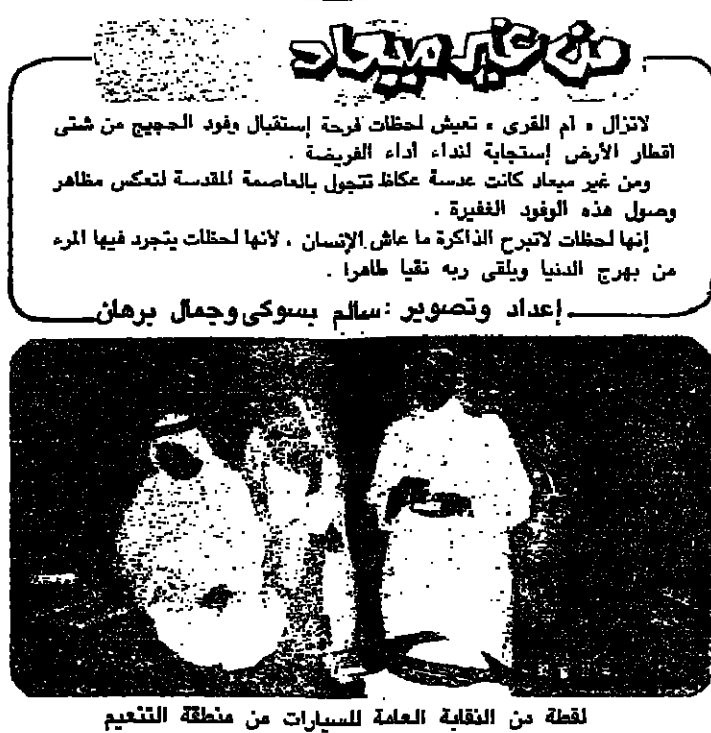 من غير ميعاد
لاتزال « ام القرى » تعيش لحظات فرحة إستقبال وفود الحجيج من شتى
اقطار الأرض إستجابة لنداء أداء الفريضة .
ومن غير ميعاد كانت عدسة عكاظ تتجول بالعاصمة المقدسة لتعكس مظاهر
وصول هذه الوفود الغفيرة .
إنها لحظات لاتبرح الذاكرة ما عاش الإنسان ، لانها لحظات يتجرد فيها المرء
من بهرج الدنيا ويلقى ربه نقيا طاهرا .
إعداد وتصوير : سالم بسوكى وجمال برهان
لقطة من النقابة العامة للسيارات من منطقة التنعيم